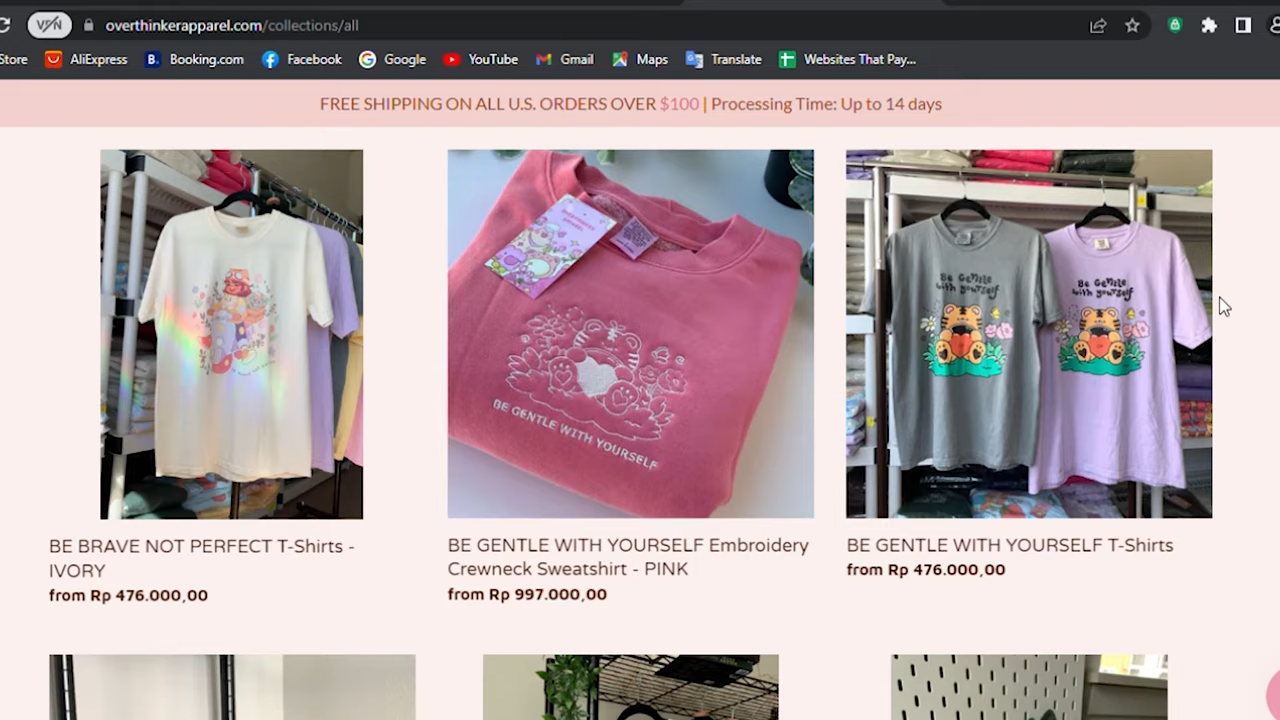 VPN
overthinkerapparel.com/collections/all
Store
AliExpress
B.
Booking.com
Facebook
Google
YouTube
Gmail
Maps
Translate
Websites That Pay...
FREE SHIPPING ON ALL U.S. ORDERS OVER $100 | Processing Time: Up to 14 days
BE GENTLE WITH YOURSELF
Be Gentle
with yourself
Be Gentle
with yourself
BE BRAVE NOT PERFECT T-Shirts -
IVORY
from Rp 476.000,00
BE GENTLE WITH YOURSELF Embroidery
Crewneck Sweatshirt - PINK
from Rp 997.000,00
BE GENTLE WITH YOURSELF T-Shirts
from Rp 476.000,00